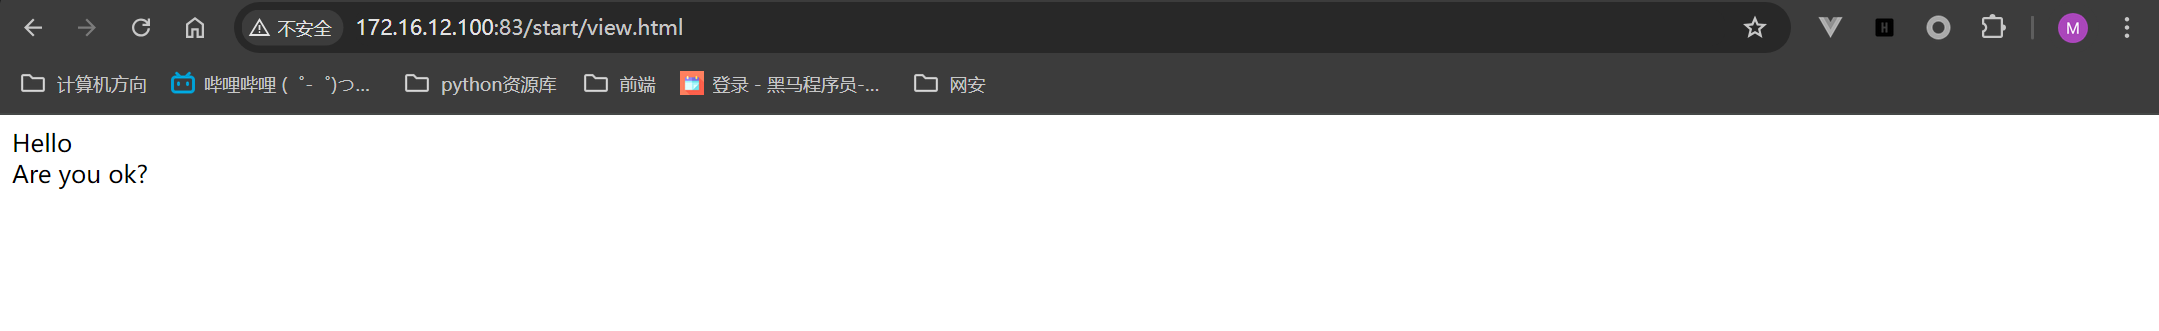 不安全 172.16.12.100:83/start/view.html M
计算机方向 哔哩哔哩 (゜-゜)つ... python资源库 前端 登录 - 黑马程序员-... 网安
Hello
Are you ok?